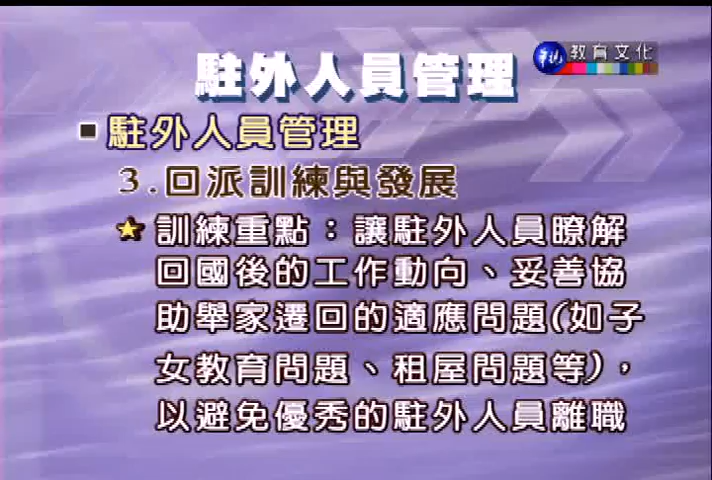 駐外人員管理
華視 教育文化
■駐外人員管理
3.回派訓練與發展
★訓練重點：讓駐外人員瞭解
回國後的工作動向、妥善協
助舉家遷回的適應問題(如子
女教育問題、租屋問題等)，
以避免優秀的駐外人員離職